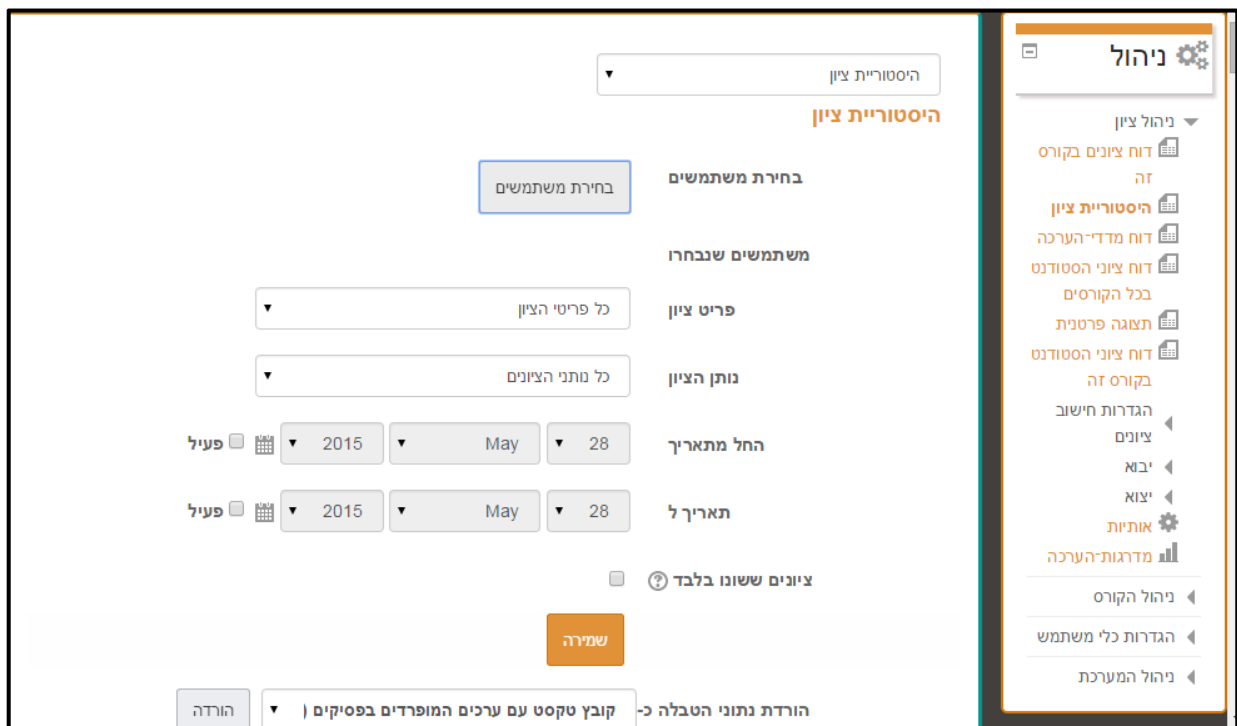 ניהול
ניהול ציון
דוח ציונים בקורס
זה
היסטוריית ציון
דוח מדדי-הערכה
דוח ציוני הסטודנט
בכל הקורסים
תצוגה פרטנית
דוח ציוני הסטודנט
בקורס זה
הגדרות חישוב
ציונים
יבוא
יצוא
אותיות
מדרגות-הערכה
ניהול הקורס
הגדרות כלי משתמש
ניהול המערכת
היסטוריית ציון
היסטוריית ציון
בחירת משתמשים בחירת משתמשים
משתמשים שנבחרו
פריט ציון כל פריטי הציון
נותן הציון כל נותני הציונים
החל מתאריך 28 May 2015 פעיל
תאריך ל 28 May 2015 פעיל
ציונים ששונו בלבד ?
שמירה
הורדת נתוני הטבלה כ- קובץ טקסט עם ערכים המופרדים בפסיקים ( הורדה